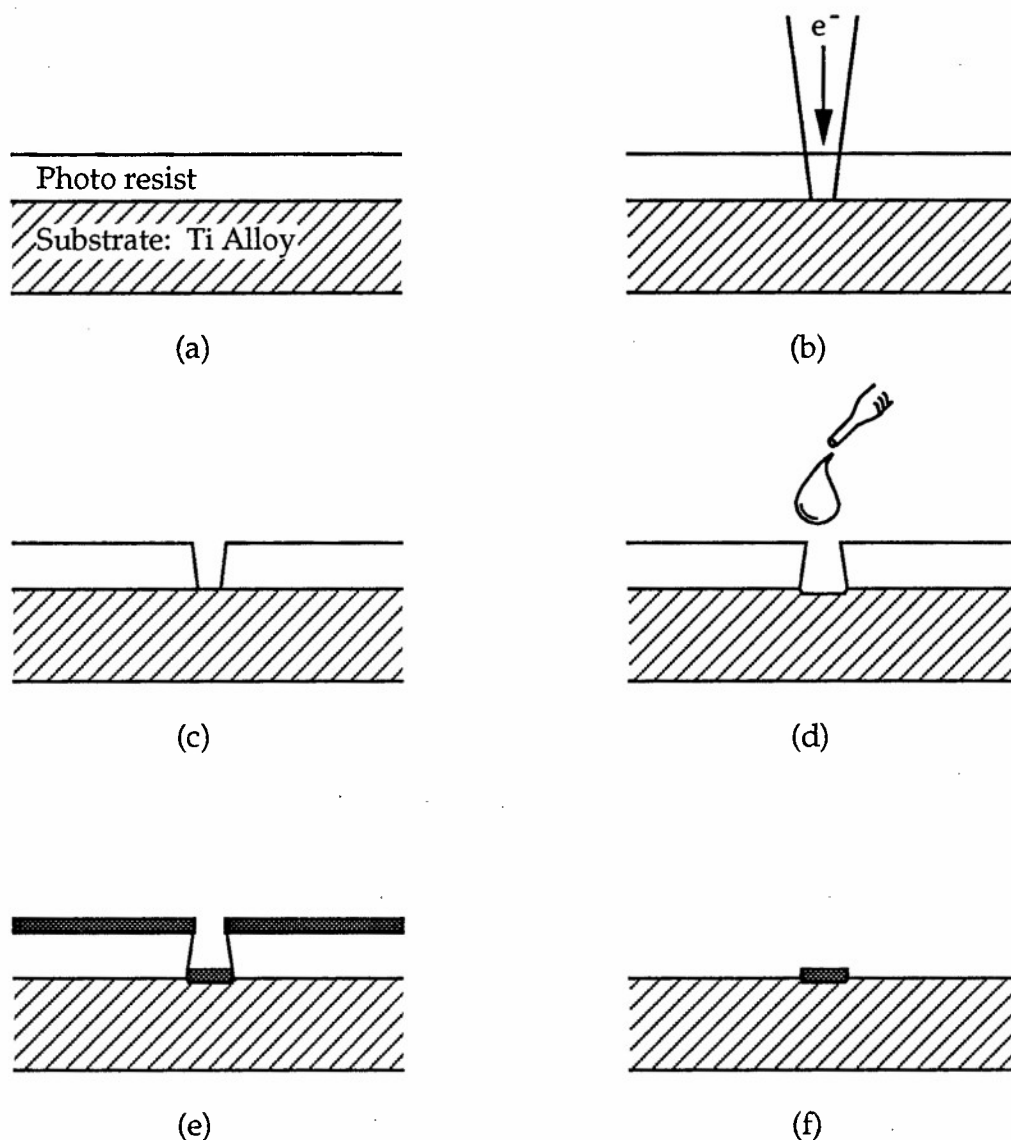 Photo resist
Substrate: Ti Alloy
(a)
e⁻
(b)
(c)
(d)
(e)
(f)